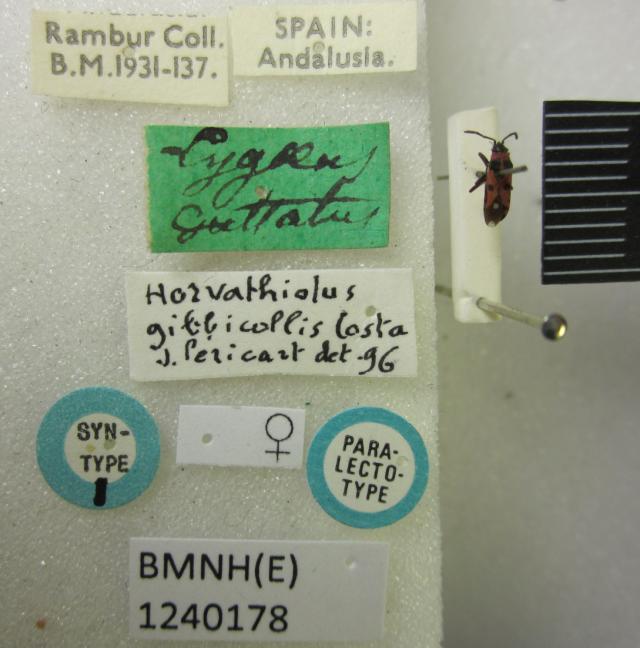 Rambur Coll.
B.M.1931-137.
SPAIN:
Andalusia.
Lygæus
guttatus
Horvathiolus
gibbicollis Costa
J. Péricart det. 96
SYN-
TYPE
♀
PARA-
LECTO-
TYPE
BMNH(E)
1240178